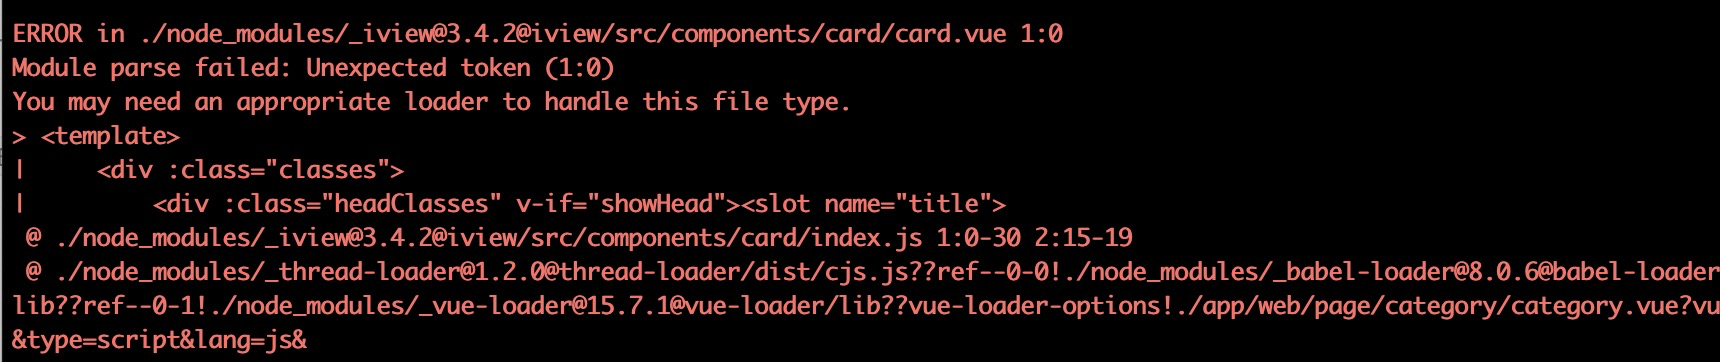 ERROR in ./node_modules/_iview@3.4.2@iview/src/components/card/card.vue 1:0
Module parse failed: Unexpected token (1:0)
You may need an appropriate loader to handle this file type.
> <template>
|     <div :class="classes">
|         <div :class="headClasses" v-if="showHead"><slot name="title">
 @ ./node_modules/_iview@3.4.2@iview/src/components/card/index.js 1:0-30 2:15-19
 @ ./node_modules/_thread-loader@1.2.0@thread-loader/dist/cjs.js??ref--0-0!./node_modules/_babel-loader@8.0.6@babel-loader
lib??ref--0-1!./node_modules/_vue-loader@15.7.1@vue-loader/lib??vue-loader-options!./app/web/page/category/category.vue?vu
&type=script&lang=js&